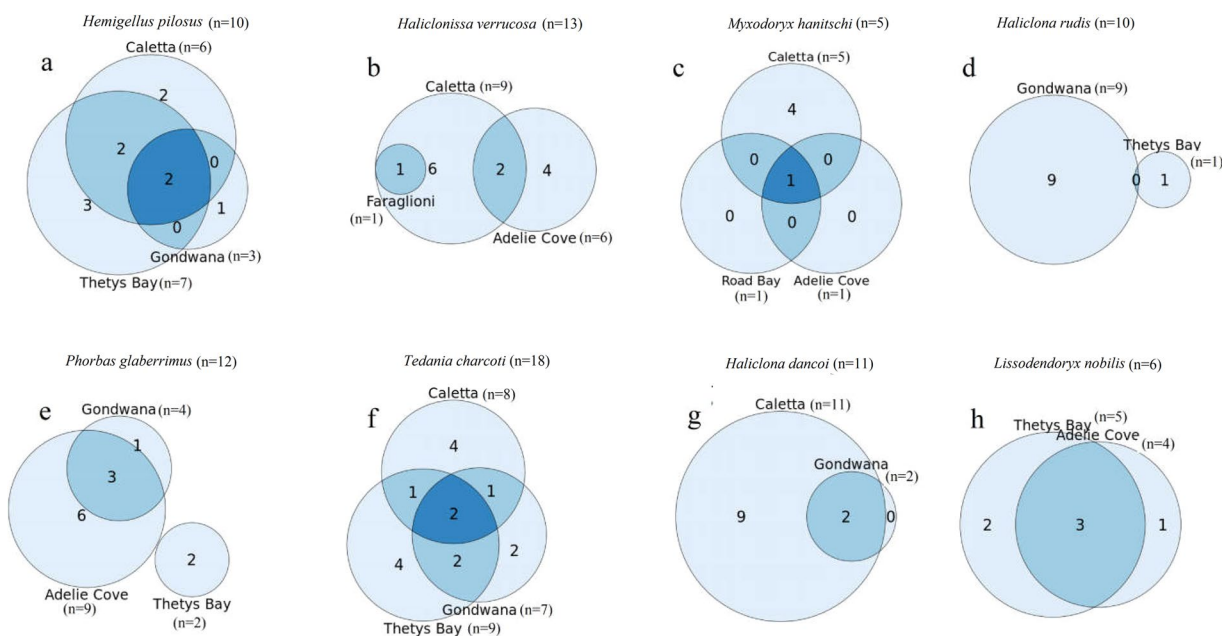 Hemigellus pilosus (n=10)
a
Caletta (n=6)
2
2
0
2
3
1
0
Gondwana (n=3)
Thetys Bay (n=7)
Haliclonissa verrucosa (n=13)
b
Caletta (n=9)
1
6
2
4
Faraglioni
(n=1)
Adelie Cove (n=6)
Myxodoryx hanitschi (n=5)
c
Caletta (n=5)
4
0
0
1
0
0
0
Road Bay
(n=1)
Adelie Cove
(n=1)
Haliclona rudis (n=10)
d
Gondwana (n=9)
Thetys Bay
(n=1)
9
0
1
Phorbas glaberrimus (n=12)
e
Gondwana (n=4)
1
3
6
2
Adelie Cove
(n=9)
Thetys Bay
(n=2)
Tedania charcoti (n=18)
f
Caletta (n=8)
4
1
1
2
4
2
2
Gondwana (n=7)
Thetys Bay (n=9)
Haliclona dancoi (n=11)
g
Caletta (n=11)
Gondwana
(n=2)
9
2
0
Lissodendoryx nobilis (n=6)
h
Thetys Bay (n=5)
Adelie Cove (n=4)
2
3
1